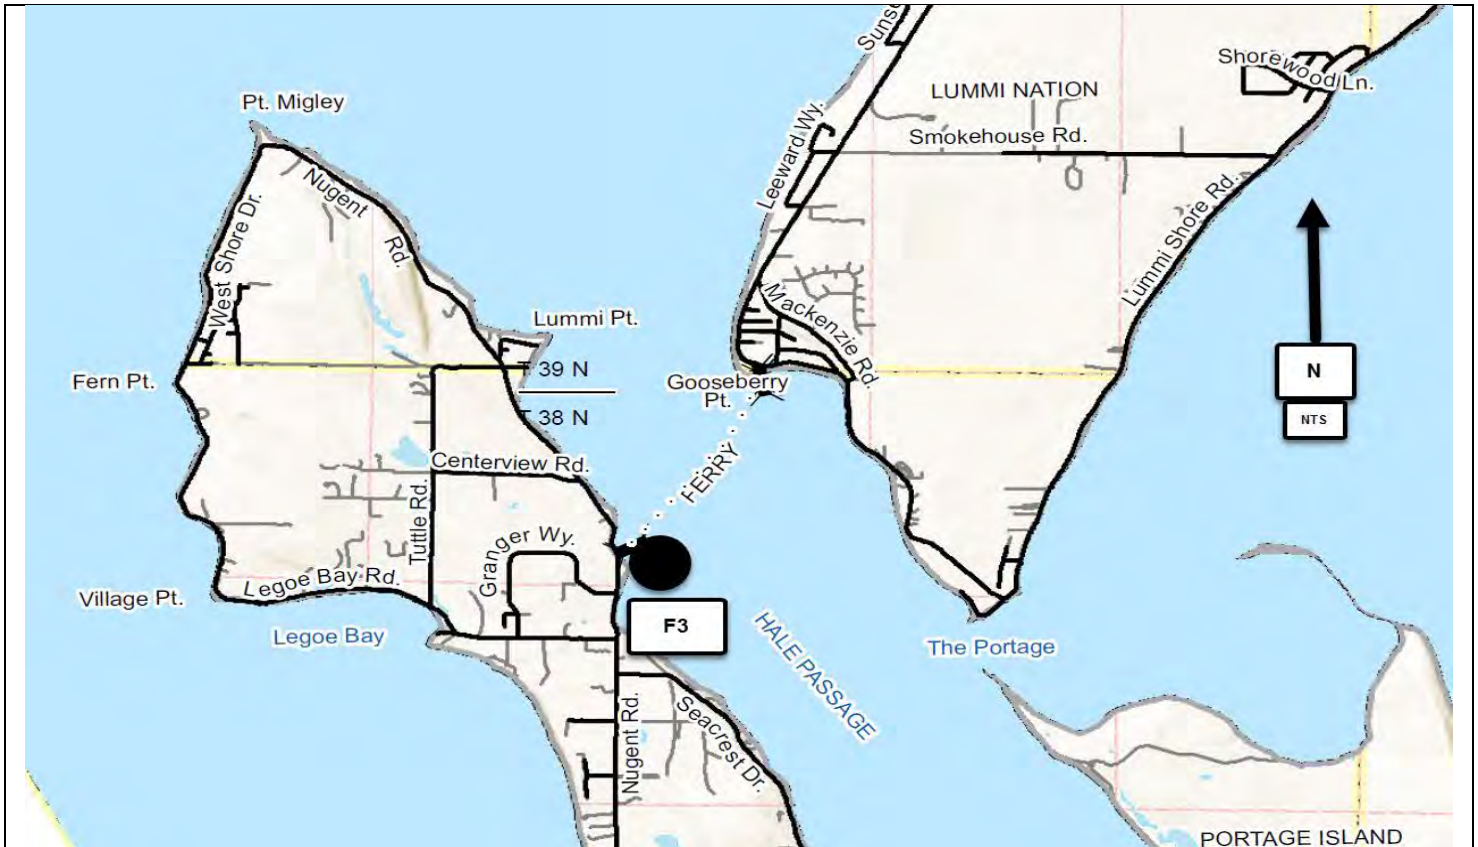 Sunse
Shorewood Ln.
Pt. Migley
LUMMI NATION
Smokehouse Rd.
Leeward Wy.
Nugent
Rd.
West Shore Dr.
Lummi Shore Rd.
Mackenzie Rd.
Lummi Pt.
T 39 N
T 38 N
Fern Pt.
Gooseberry
Pt.
N
NTS
FERRY
Centerview Rd.
Tuttle Rd.
Granger Wy.
Legoe Bay Rd.
Village Pt.
Legoe Bay
F3
HALE PASSAGE
The Portage
Nugent Rd.
Seacrest Dr.
PORTAGE ISLAND